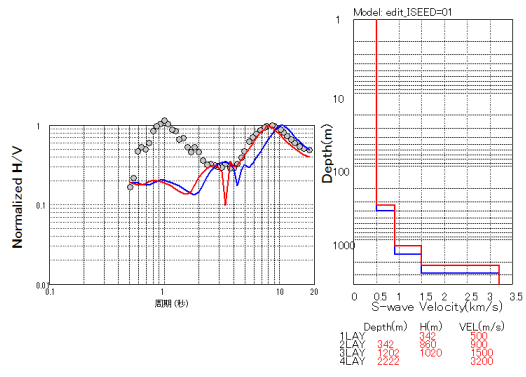 Model: edit_ISEED=01
Normalized H/V
1
0.1
0.01
0.1
1
10
20
周期(秒)
Depth(m)
1
10
100
1000
0
0.5
1
1.5
2
2.5
3
3.5
S-wave Velocity(km/s)
Depth(m) H(m) VEL(m/s)
1LAY 342 500
2LAY 342 860 900
3LAY 1202 1020 1500
4LAY 2222 3200